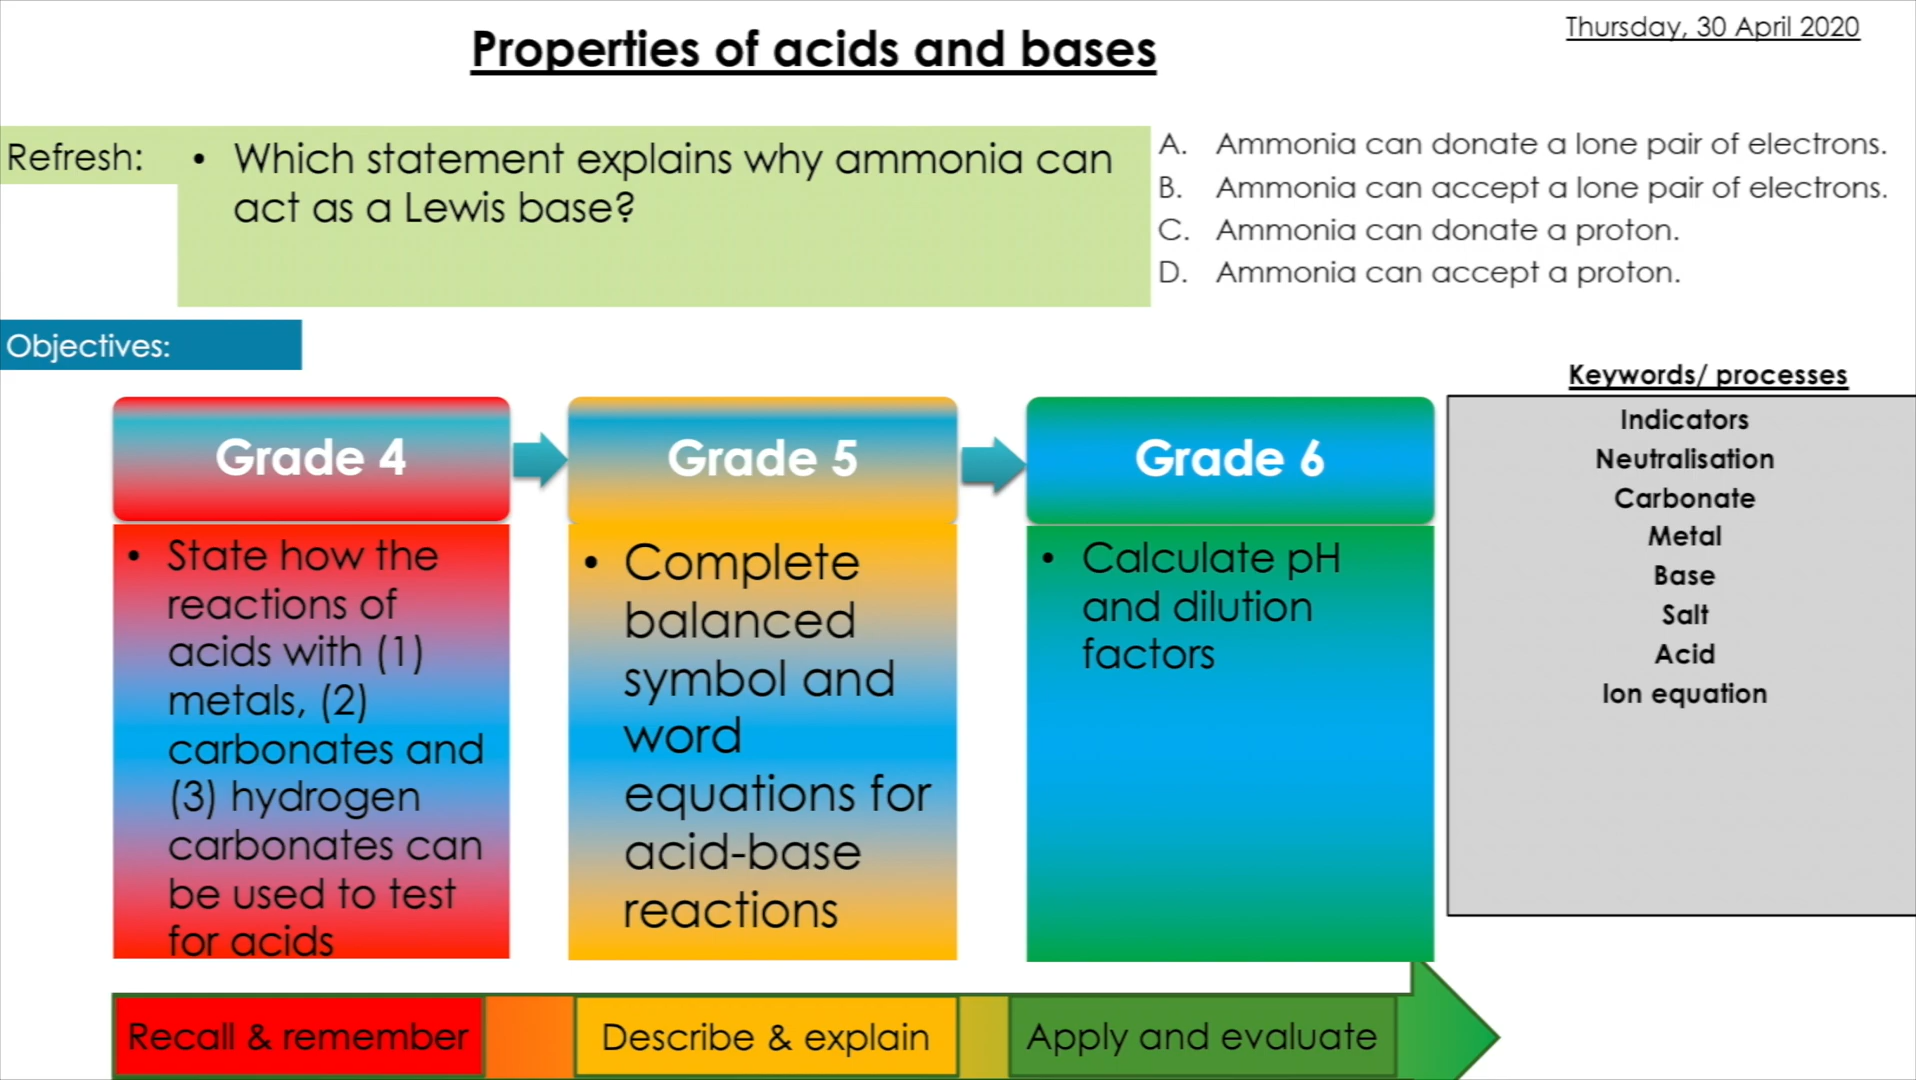 Properties of acids and bases
Thursday, 30 April 2020
Refresh:
• Which statement explains why ammonia can
act as a Lewis base?
A. Ammonia can donate a lone pair of electrons.
B. Ammonia can accept a lone pair of electrons.
C. Ammonia can donate a proton.
D. Ammonia can accept a proton.
Objectives:
Grade 4
• State how the
reactions of
acids with (1)
metals, (2)
carbonates and
(3) hydrogen
carbonates can
be used to test
for acids
Grade 5
• Complete
balanced
symbol and
word
equations for
acid-base
reactions
Grade 6
• Calculate pH
and dilution
factors
Keywords/ processes
Indicators
Neutralisation
Carbonate
Metal
Base
Salt
Acid
Ion equation
Recall & remember
Describe & explain
Apply and evaluate